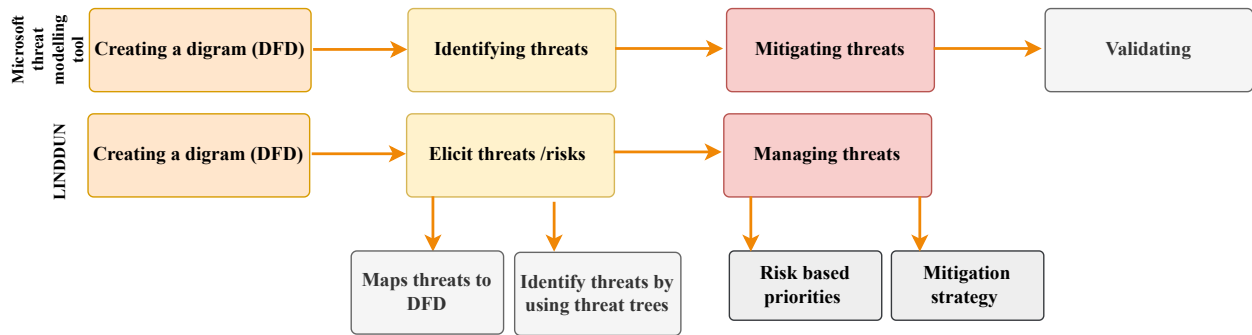 Microsoft
threat
modelling
tool
Creating a digram (DFD)
Identifying threats
Mitigating threats
Validating
LINDDUN
Creating a digram (DFD)
Elicit threats /risks
Managing threats
Maps threats to
DFD
Identify threats by
using threat trees
Risk based
priorities
Mitigation
strategy